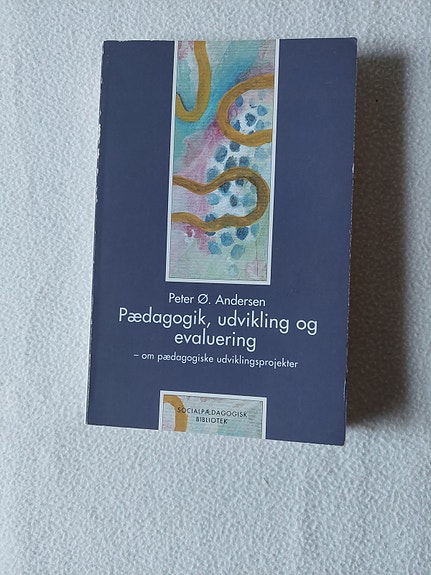 Peter Ø. Andersen
Pædagogik, udvikling og
evaluering
– om pædagogiske udviklingsprojekter
SOCIALPÆDAGOGISK
BIBLIOTEK